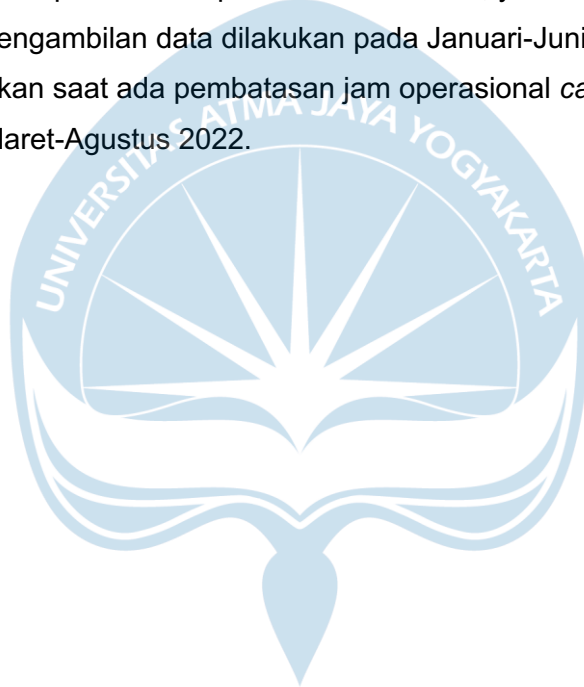 engambilan data dilakukan pada Januari-Juni
kan saat ada pembatasan jam operasional ca
laret-Agustus 2022.
UNIVERSITAS ATMA JAYA YOGYAKARTA